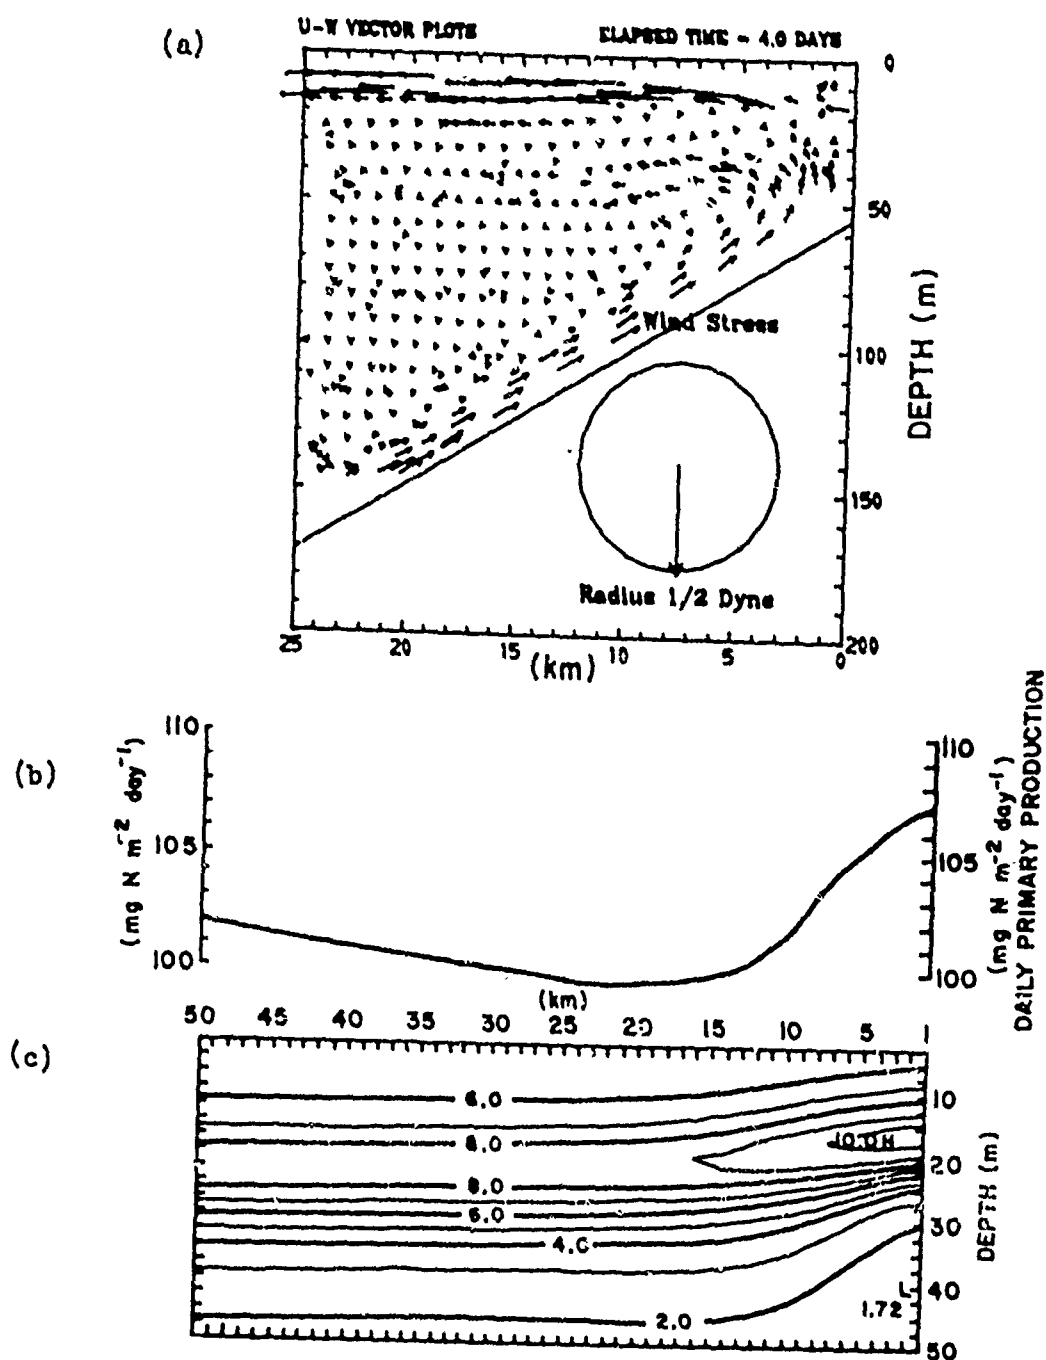 (a)
U-W VECTOR PLOTS ELAPSED TIME - 4.0 DAYS
0
50
100
150
200
DEPTH (m)
Wind Stress
Radius 1/2 Dyne
25 20 15 10 5 0
(km)
(b)
110
105
100
(mg N m⁻² day⁻¹)
110
105
100
(mg N m⁻² day⁻¹)
DAILY PRIMARY PRODUCTION
(km)
50 45 40 35 30 25 20 15 10 5 1
(c)
6.0
8.0
10.0H
8.0
6.0
4.0
2.0
L
1.72
10
20
30
40
50
DEPTH (m)